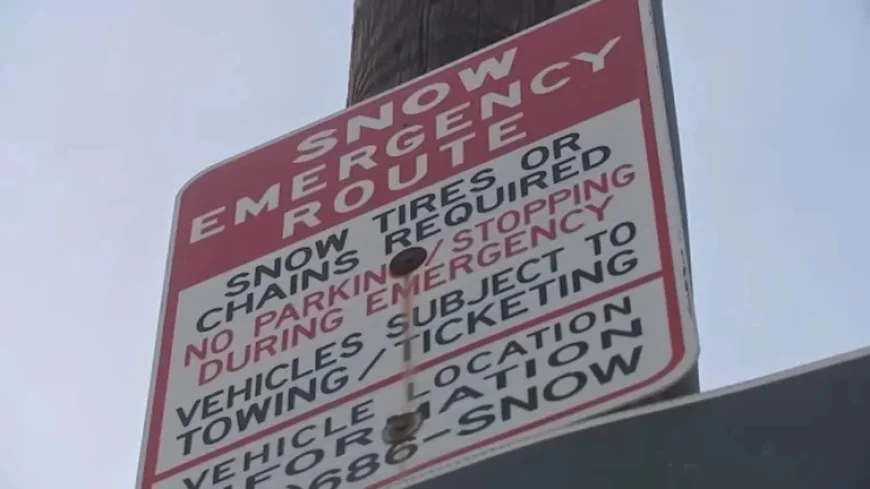 SNOW
EMERGENCY
ROUTE
SNOW TIRES OR
CHAINS REQUIRED
NO PARKING/STOPPING
DURING EMERGENCY
VEHICLES SUBJECT TO
TOWING/TICKETING
VEHICLE LOCATION
INFORMATION
686-SNOW